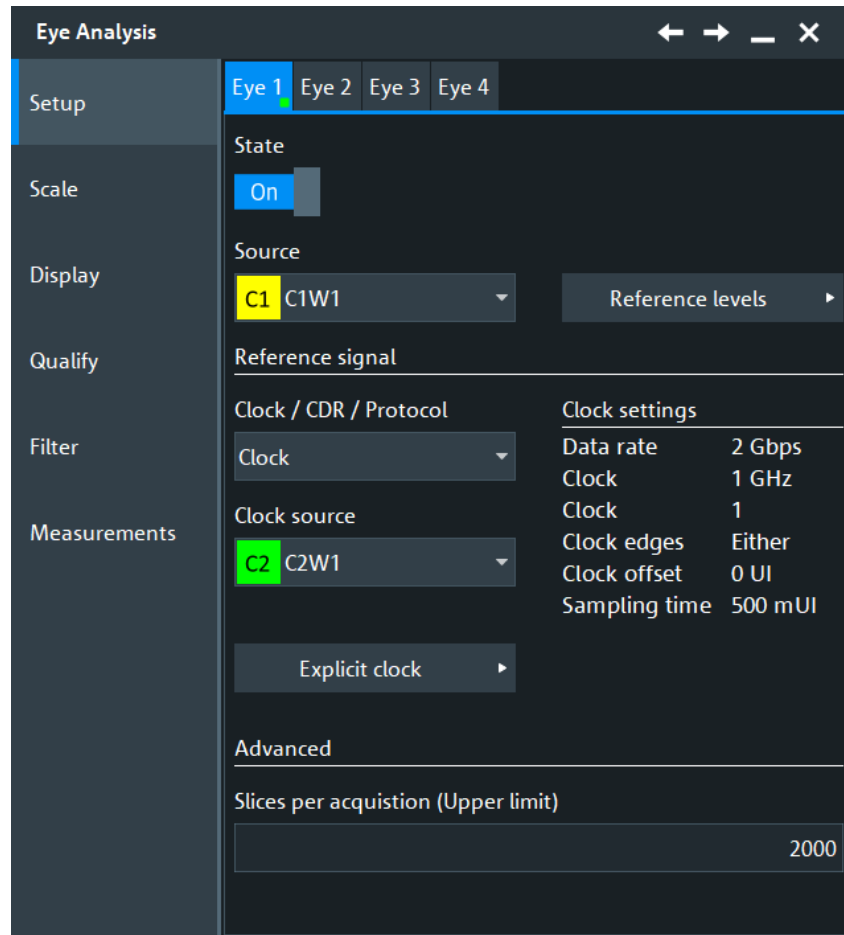 Eye Analysis
Setup
Scale
Display
Qualify
Filter
Measurements
Eye 1 Eye 2 Eye 3 Eye 4
State
On
Source
C1 C1W1
Reference levels
Reference signal
Clock / CDR / Protocol
Clock
Clock source
C2 C2W1
Explicit clock
Clock settings
Data rate 2 Gbps
Clock 1 GHz
Clock 1
Clock edges Either
Clock offset 0 UI
Sampling time 500 mUI
Advanced
Slices per acquistion (Upper limit)
2000